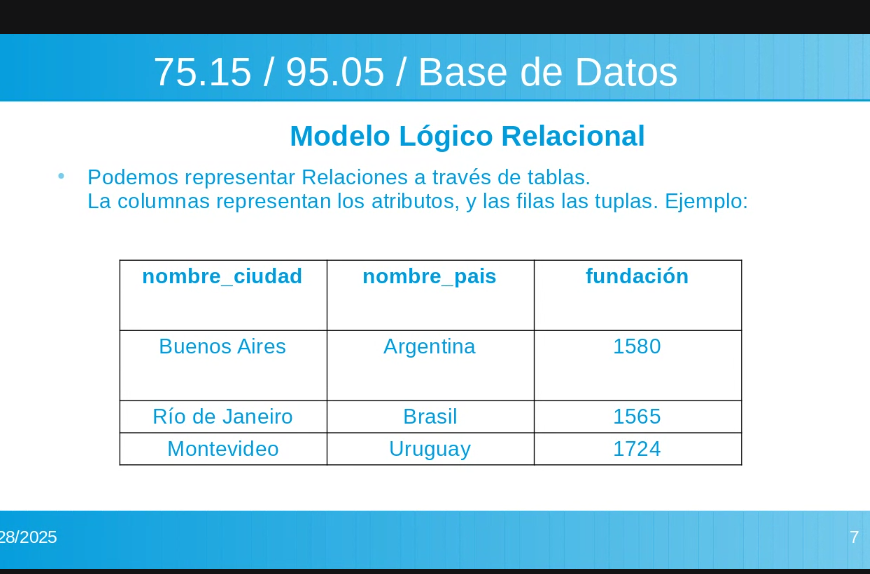 75.15 / 95.05 / Base de Datos
Modelo Lógico Relacional
• Podemos representar Relaciones a través de tablas.
La columnas representan los atributos, y las filas las tuplas. Ejemplo:
nombre_ciudad nombre_pais fundación
Buenos Aires Argentina 1580
Río de Janeiro Brasil 1565
Montevideo Uruguay 1724
28/2025 7